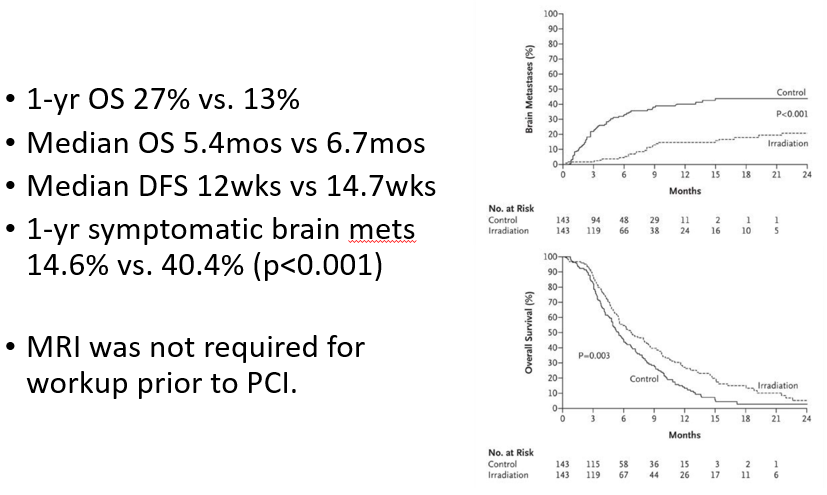 • 1-yr OS 27% vs. 13%
• Median OS 5.4mos vs 6.7mos
• Median DFS 12wks vs 14.7wks
• 1-yr symptomatic brain mets
14.6% vs. 40.4% (p<0.001)
• MRI was not required for
workup prior to PCI.
Brain Metastases (%)
100
90
80
70
60
50
40
30
20
10
0
Control
P<0.001
Irradiation
0 3 6 9 12 15 18 21 24
Months
No. at Risk
Control 143 94 48 29 11 2 1 1
Irradiation 143 119 66 38 24 16 10 5
Overall Survival (%)
100
90
80
70
60
50
40
30
20
10
0
P=0.003
Control
Irradiation
0 3 6 9 12 15 18 21 24
Months
No. at Risk
Control 143 115 58 36 15 3 2 1
Irradiation 143 119 67 44 26 17 11 6